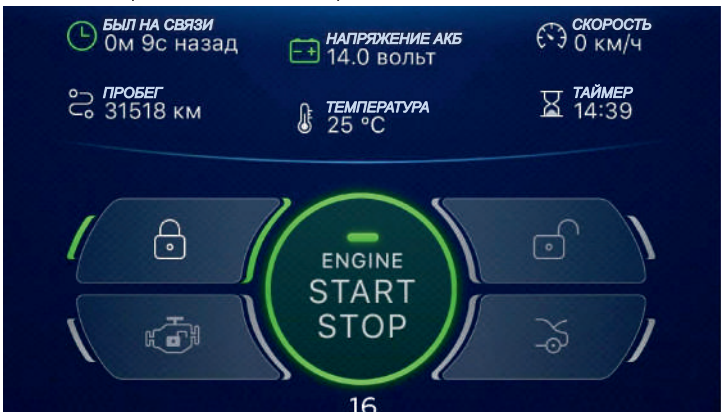 БЫЛ НА СВЯЗИ
0м 9с назад
НАПРЯЖЕНИЕ АКБ
14.0 вольт
СКОРОСТЬ
0 км/ч
ПРОБЕГ
31518 км
ТЕМПЕРАТУРА
25 °C
ТАЙМЕР
14:39
ENGINE
START
STOP
16